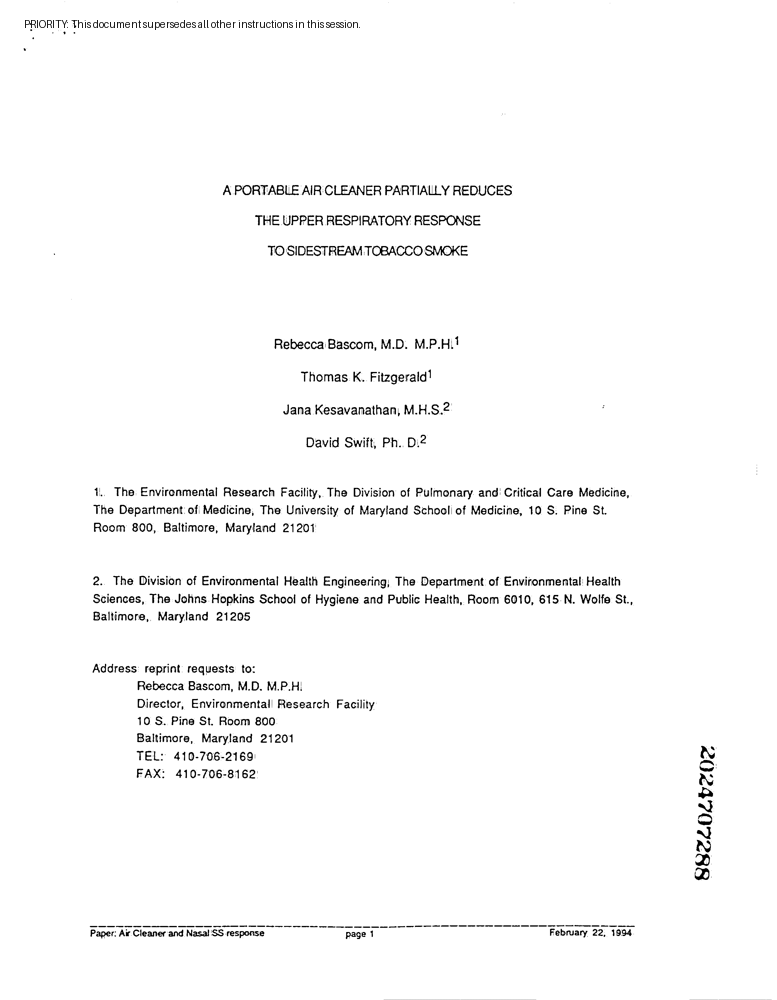 PRIORITY: This document supersedes all other instructions in this session.
A PORTABLE AIR CLEANER PARTIALLY REDUCES
THE UPPER RESPIRATORY RESPONSE
TO SIDESTREAM TOBACCO SMOKE
Rebecca Bascom, M.D. M.P.H.1
Thomas K. Fitzgerald1
Jana Kesavanathan, M.H.S.2
David Swift, Ph. D.2
1. The Environmental Research Facility, The Division of Pulmonary and Critical Care Medicine,
The Department of Medicine, The University of Maryland School of Medicine, 10 S. Pine St.
Room 800, Baltimore, Maryland 21201
2. The Division of Environmental Health Engineering, The Department of Environmental Health
Sciences, The Johns Hopkins School of Hygiene and Public Health, Room 6010, 615 N. Wolfe St.,
Baltimore, Maryland 21205
Address reprint requests to:
Rebecca Bascom, M.D. M.P.H.
Director, Environmental Research Facility
10 S. Pine St. Room 800
Baltimore, Maryland 21201
TEL: 410-706-2169
FAX: 410-706-8162
2024707288
Paper: Air Cleaner and Nasal SS response page 1 February 22, 1994